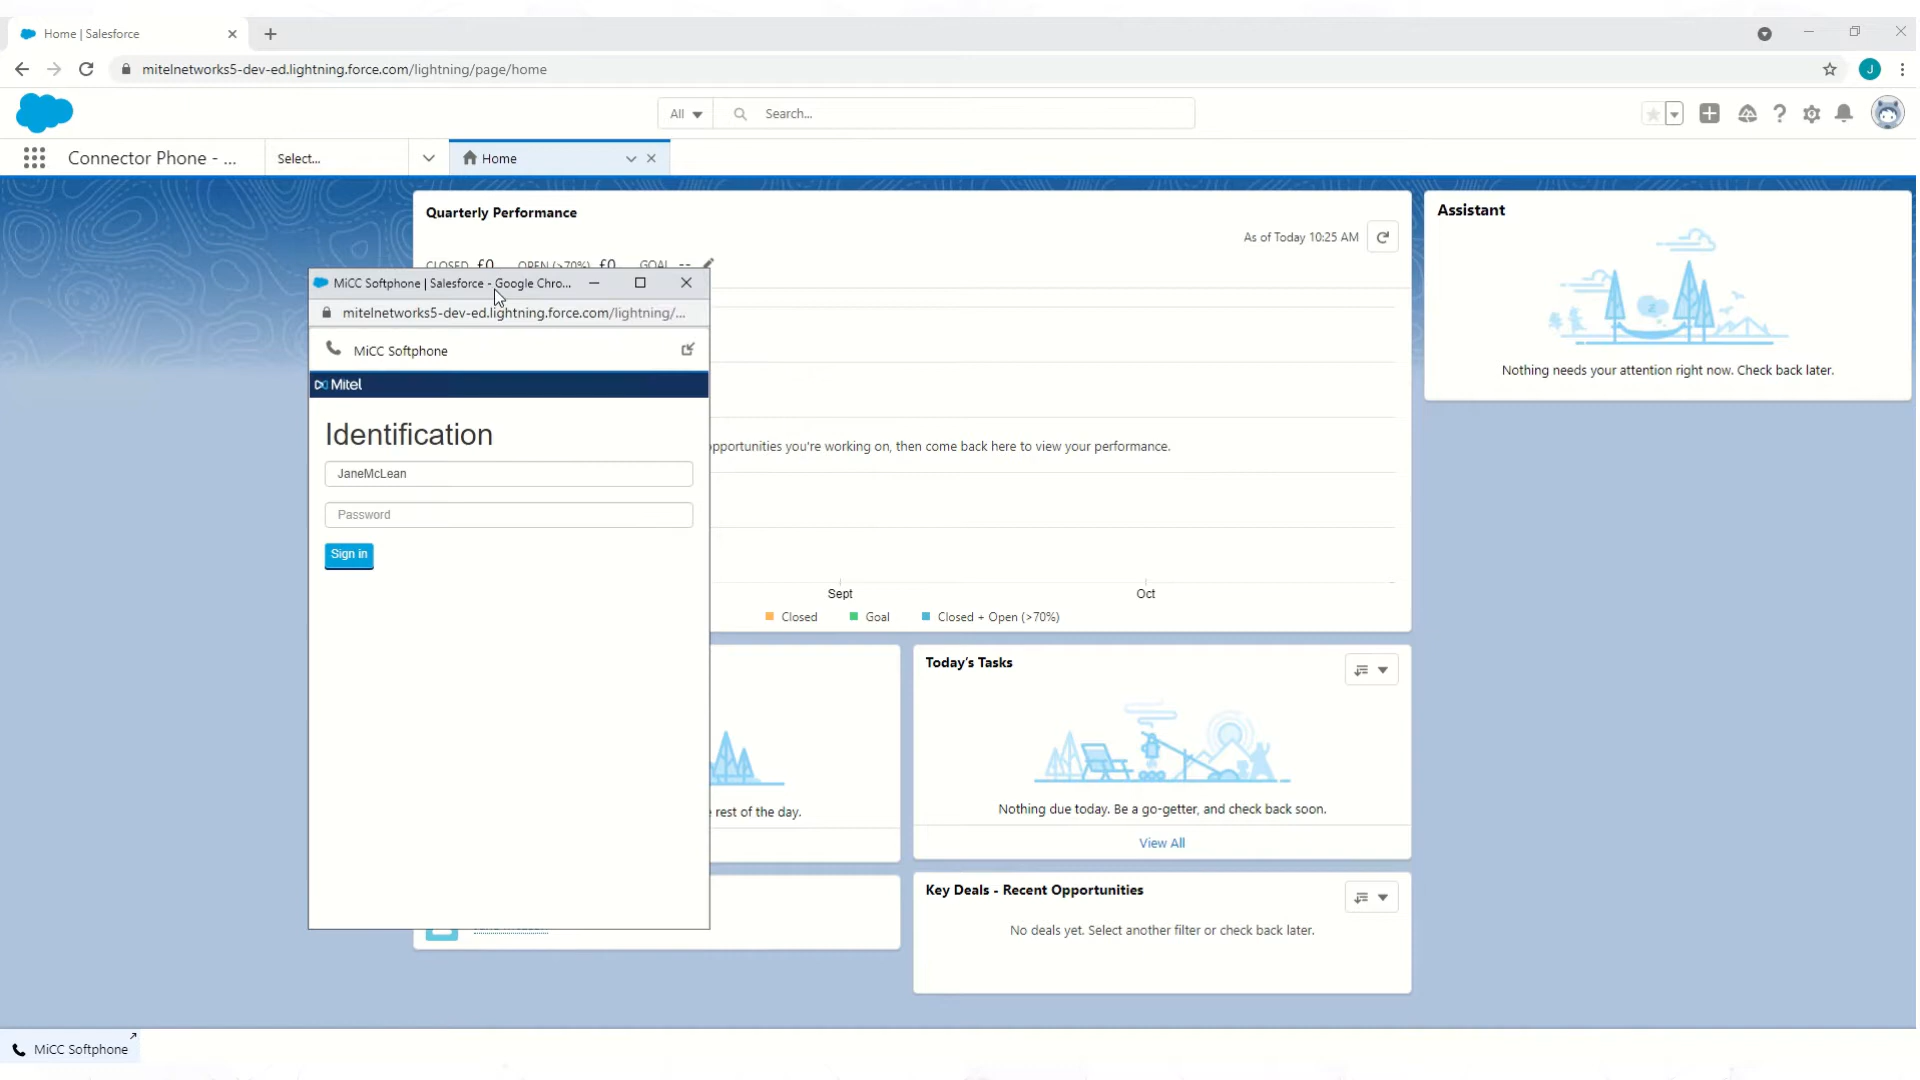 Home | Salesforce
mitelnetworks5-dev-ed.lightning.force.com/lightning/page/home
J
All
Search...
Connector Phone - ...
Select...
Home
Quarterly Performance
As of Today 10:25 AM
CLOSED £0 OPEN (>70%) £0 GOAL --
Assistant
Nothing needs your attention right now. Check back later.
MiCC Softphone | Salesforce - Google Chro...
mitelnetworks5-dev-ed.lightning.force.com/lightning/...
MiCC Softphone
Mitel
Identification
JaneMcLean
Password
Sign in
opportunities you're working on, then come back here to view your performance.
Sept
Oct
Closed
Goal
Closed + Open (>70%)
rest of the day.
Today's Tasks
Nothing due today. Be a go-getter, and check back soon.
View All
Key Deals - Recent Opportunities
No deals yet. Select another filter or check back later.
MiCC Softphone